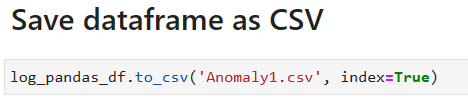 Save dataframe as CSV
log_pandas_df.to_csv('Anomaly1.csv', index=True)